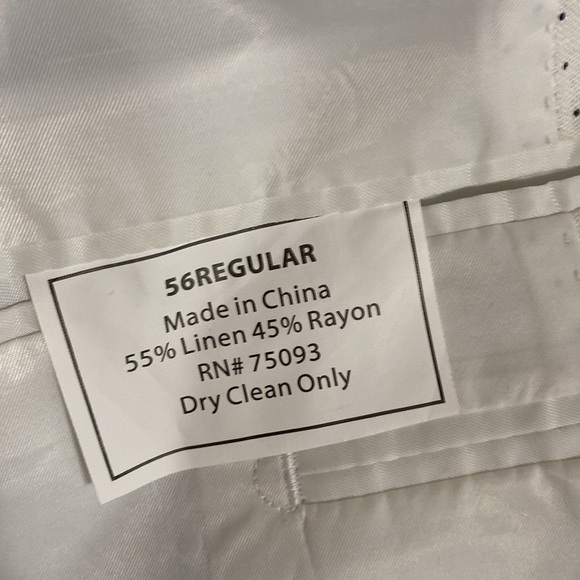 56REGULAR
Made in China
55% Linen 45% Rayon
RN# 75093
Dry Clean Only